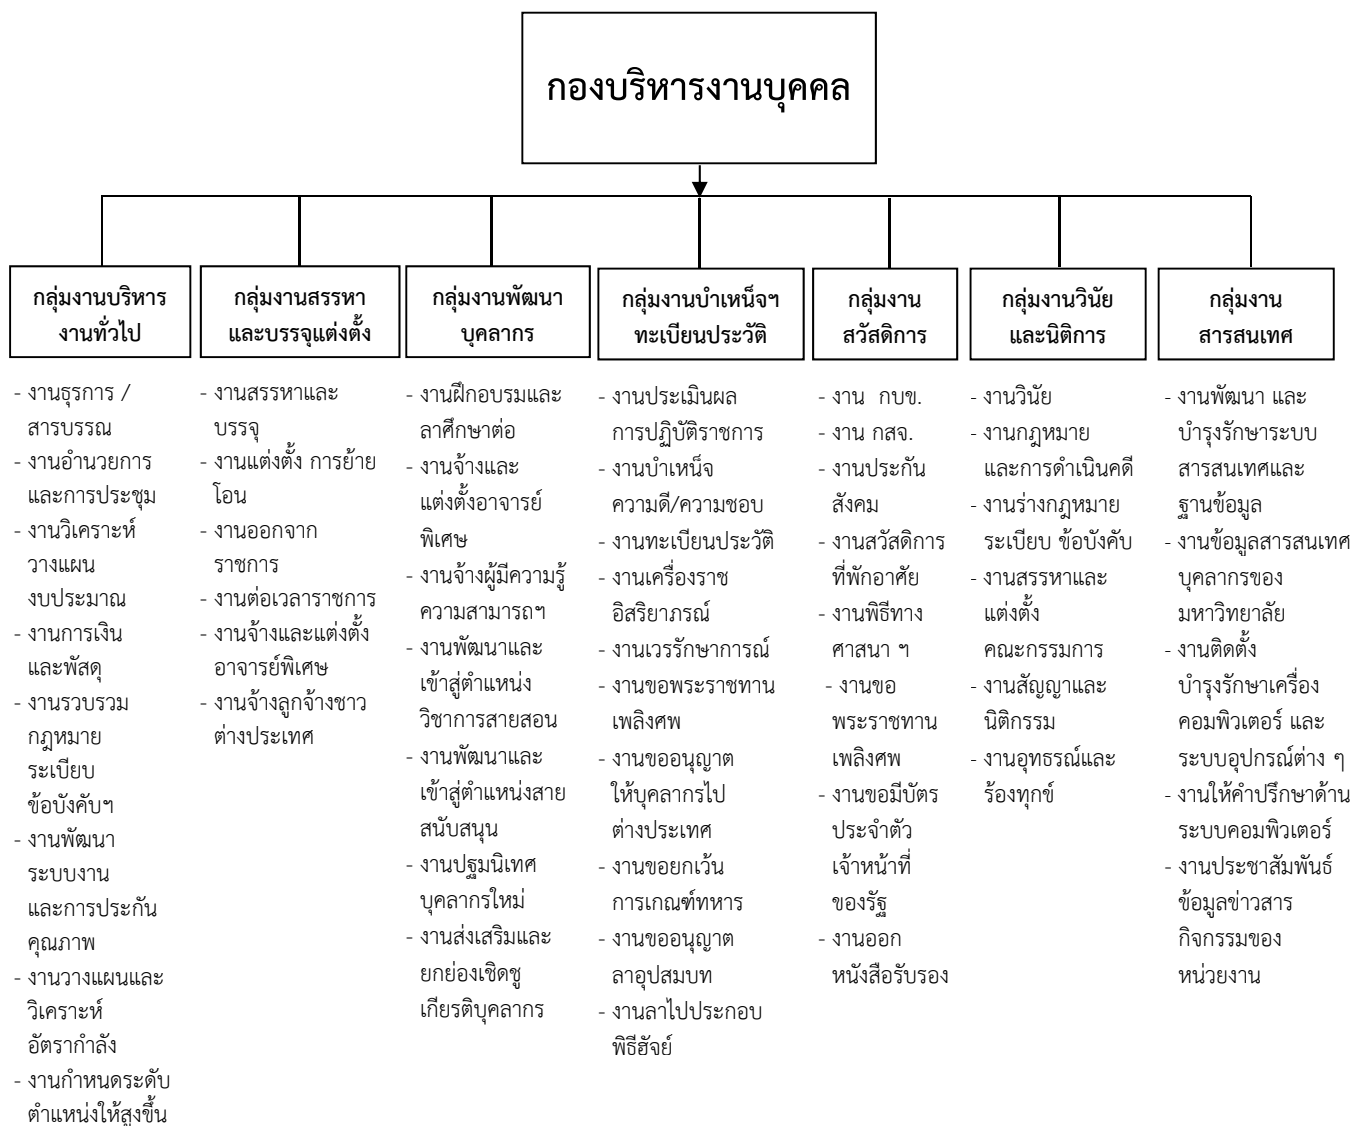 กองบริหารงานบุคคล
กลุ่มงานบริหาร
งานทั่วไป
- งานธุรการ /
สารบรรณ
- งานอำนวยการ
และการประชุม
- งานวิเคราะห์
วางแผน
งบประมาณ
- งานการเงิน
และพัสดุ
- งานรวบรวม
กฎหมาย
ระเบียบ
ข้อบังคับฯ
- งานพัฒนา
ระบบงาน
และการประกัน
คุณภาพ
- งานวางแผนและ
วิเคราะห์
อัตรากำลัง
- งานกำหนดระดับ
ตำแหน่งให้สูงขึ้น
กลุ่มงานสรรหา
และบรรจุแต่งตั้ง
- งานสรรหาและ
บรรจุ
- งานแต่งตั้ง การย้าย
โอน
- งานออกจาก
ราชการ
- งานต่อเวลาราชการ
- งานจ้างและแต่งตั้ง
อาจารย์พิเศษ
- งานจ้างลูกจ้างชาว
ต่างประเทศ
กลุ่มงานพัฒนา
บุคลากร
- งานฝึกอบรมและ
ลาศึกษาต่อ
- งานจ้างและ
แต่งตั้งอาจารย์
พิเศษ
- งานจ้างผู้มีความรู้
ความสามารถฯ
- งานพัฒนาและ
เข้าสู่ตำแหน่ง
วิชาการสายสอน
- งานพัฒนาและ
เข้าสู่ตำแหน่งสาย
สนับสนุน
- งานปฐมนิเทศ
บุคลากรใหม่
- งานส่งเสริมและ
ยกย่องเชิดชู
เกียรติบุคลากร
กลุ่มงานบำเหน็จฯ
ทะเบียนประวัติ
- งานประเมินผล
การปฏิบัติราชการ
- งานบำเหน็จ
ความดี/ความชอบ
- งานทะเบียนประวัติ
- งานเครื่องราช
อิสริยาภรณ์
- งานเวรรักษาการณ์
- งานขอพระราชทาน
เพลิงศพ
- งานขออนุญาต
ให้บุคลากรไป
ต่างประเทศ
- งานขอยกเว้น
การเกณฑ์ทหาร
- งานขออนุญาต
ลาอุปสมบท
- งานลาไปประกอบ
พิธีฮัจย์
กลุ่มงาน
สวัสดิการ
- งาน กบข.
- งาน กสจ.
- งานประกัน
สังคม
- งานสวัสดิการ
ที่พักอาศัย
- งานพิธีทาง
ศาสนา ฯ
- งานขอ
พระราชทาน
เพลิงศพ
- งานขอมีบัตร
ประจำตัว
เจ้าหน้าที่
ของรัฐ
- งานออก
หนังสือรับรอง
กลุ่มงานวินัย
และนิติการ
- งานวินัย
- งานกฎหมาย
และการดำเนินคดี
- งานร่างกฎหมาย
ระเบียบ ข้อบังคับ
- งานสรรหาและ
แต่งตั้ง
คณะกรรมการ
- งานสัญญาและ
นิติกรรม
- งานอุทธรณ์และ
ร้องทุกข์
กลุ่มงาน
สารสนเทศ
- งานพัฒนา และ
บำรุงรักษาระบบ
สารสนเทศและ
ฐานข้อมูล
- งานข้อมูลสารสนเทศ
บุคลากรของ
มหาวิทยาลัย
- งานติดตั้ง
บำรุงรักษาเครื่อง
คอมพิวเตอร์ และ
ระบบอุปกรณ์ต่าง ๆ
- งานให้คำปรึกษาด้าน
ระบบคอมพิวเตอร์
- งานประชาสัมพันธ์
ข้อมูลข่าวสาร
กิจกรรมของ
หน่วยงาน